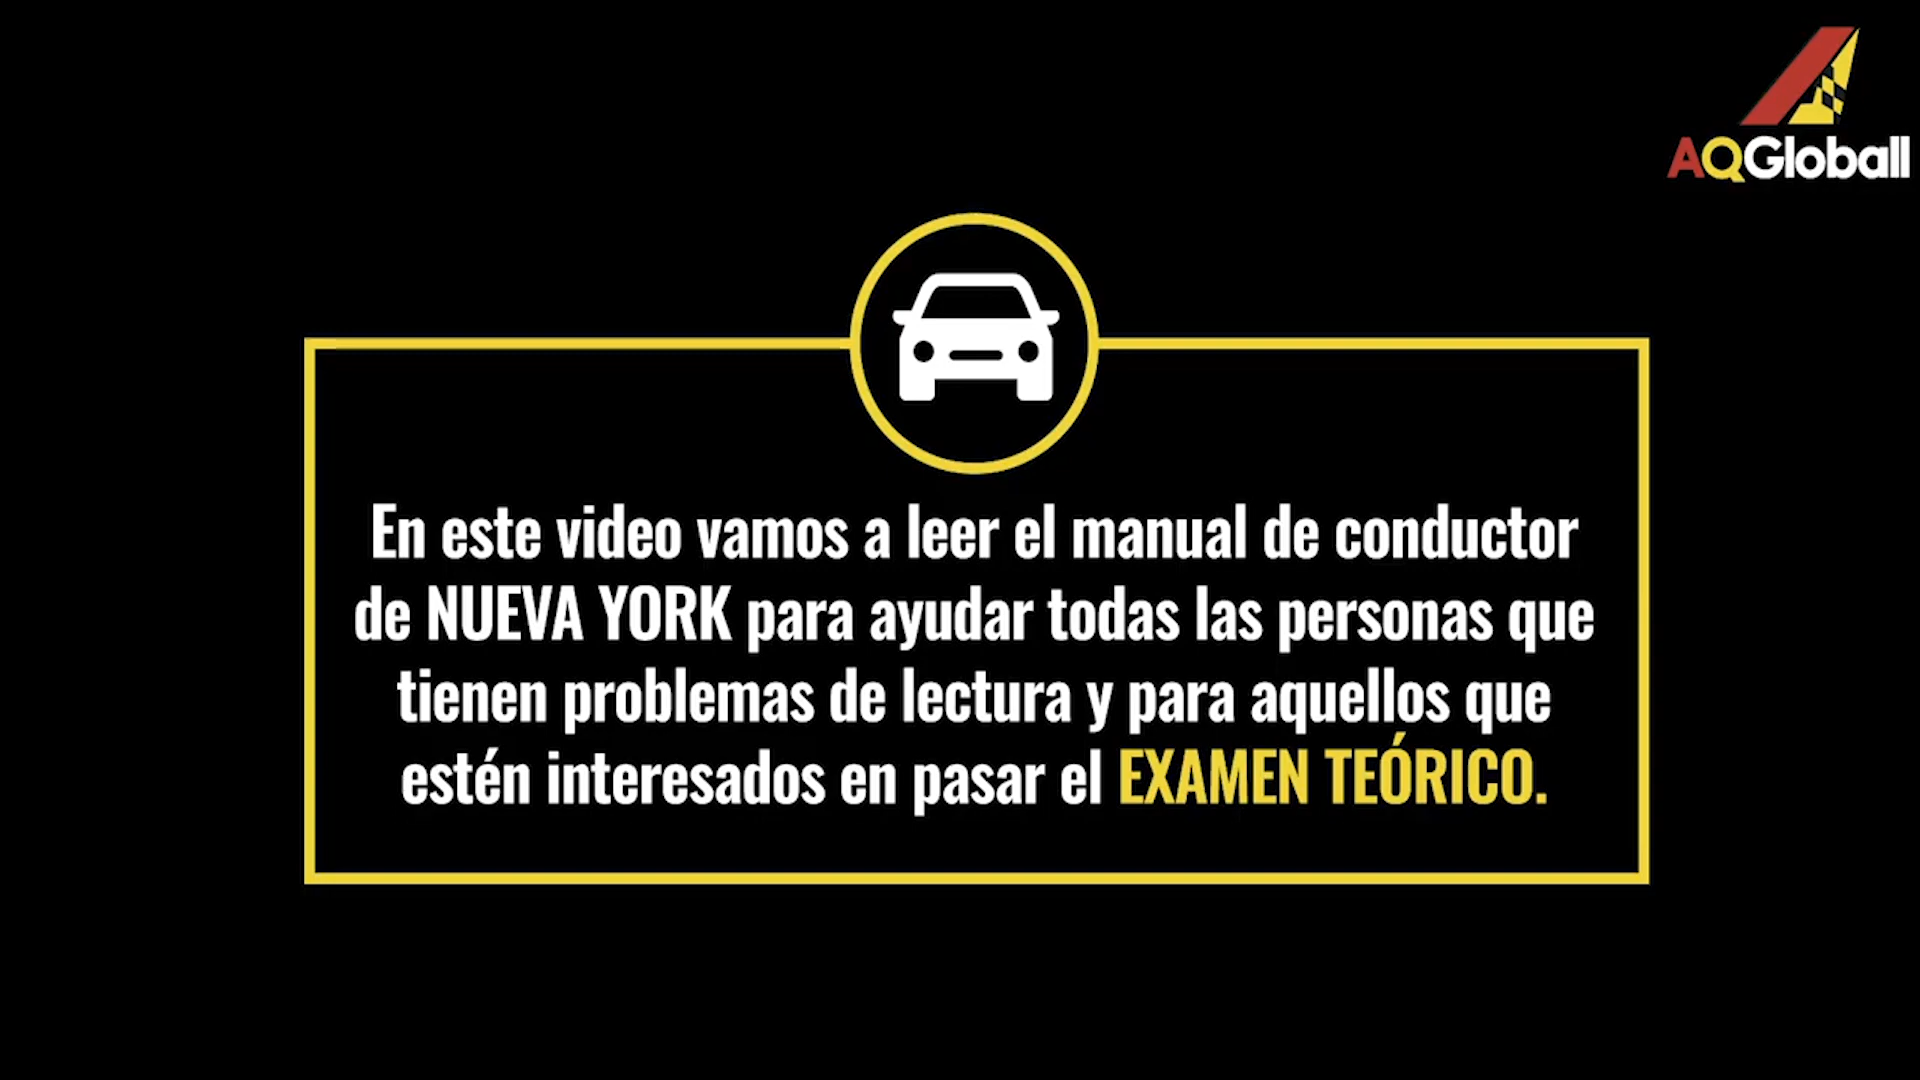 AQGloball
En este video vamos a leer el manual de conductor
de NUEVA YORK para ayudar todas las personas que
tienen problemas de lectura y para aquellos que
estén interesados en pasar el EXAMEN TEÓRICO.